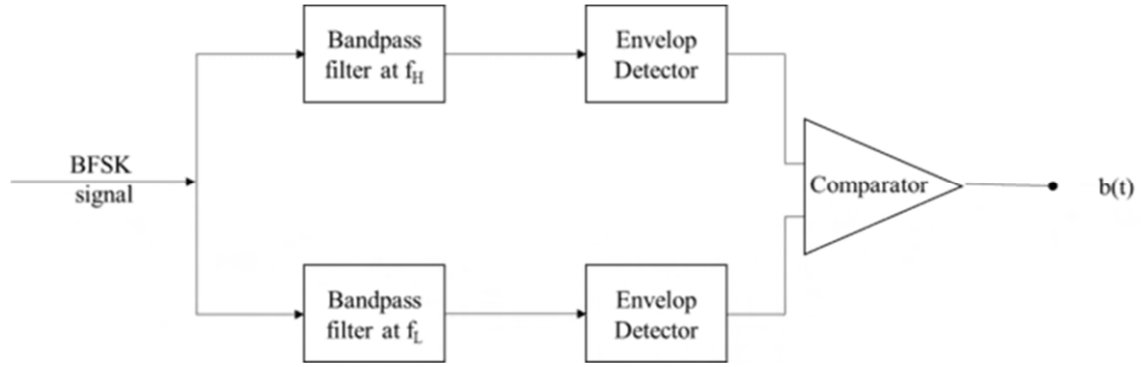 Bandpass
filter at fH
Envelop
Detector
BFSK
signal
Comparator
b(t)
Bandpass
filter at fL
Envelop
Detector